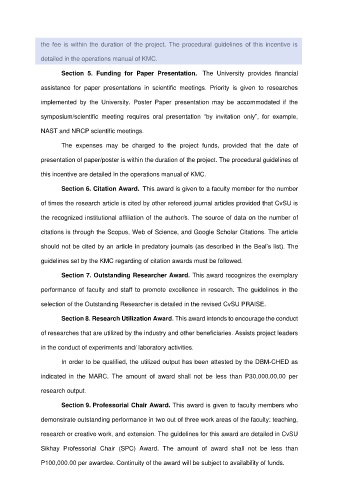 the fee is within the duration of the project. The procedural guidelines of this incentive is
detailed in the operations manual of KMC.
Section 5. Funding for Paper Presentation. The University provides financial
assistance for paper presentations in scientific meetings. Priority is given to researches
implemented by the University. Poster Paper presentation may be accommodated if the
symposium/scientific meeting requires oral presentation "by invitation only", for example,
NAST and NRCP scientific meetings.
The expenses may be charged to the project funds, provided that the date of
presentation of paper/poster is within the duration of the project. The procedural guidelines of
this incentive are detailed in the operations manual of KMC.
Section 6. Citation Award. This award is given to a faculty member for the number
of times the research article is cited by other refereed journal articles provided that CvSU is
the recognized institutional affiliation of the author/s. The source of data on the number of
citations is through the Scopus, Web of Science, and Google Scholar Citations. The article
should not be cited by an article in predatory journals (as described in the Beal's list). The
guidelines set by the KMC regarding of citation awards must be followed.
Section 7. Outstanding Researcher Award. This award recognizes the exemplary
performance of faculty and staff to promote excellence in research. The guidelines in the
selection of the Outstanding Researcher is detailed in the revised CvSU PRAISE.
Section 8. Research Utilization Award. This award intends to encourage the conduct
of researches that are utilized by the industry and other beneficiaries. Assists project leaders
in the conduct of experiments and/ laboratory activities.
In order to be qualified, the utilized output has been attested by the DBM-CHED as
indicated in the MARC. The amount of award shall not be less than P30,000.00.00 per
research output.
Section 9. Professorial Chair Award. This award is given to faculty members who
demonstrate outstanding performance in two out of three work areas of the faculty; teaching,
research or creative work, and extension. The guidelines for this award are detailed in CvSU
Sikhay Professorial Chair (SPC) Award. The amount of award shall not be less than
P100,000.00 per awardee. Continuity of the award will be subject to availability of funds.